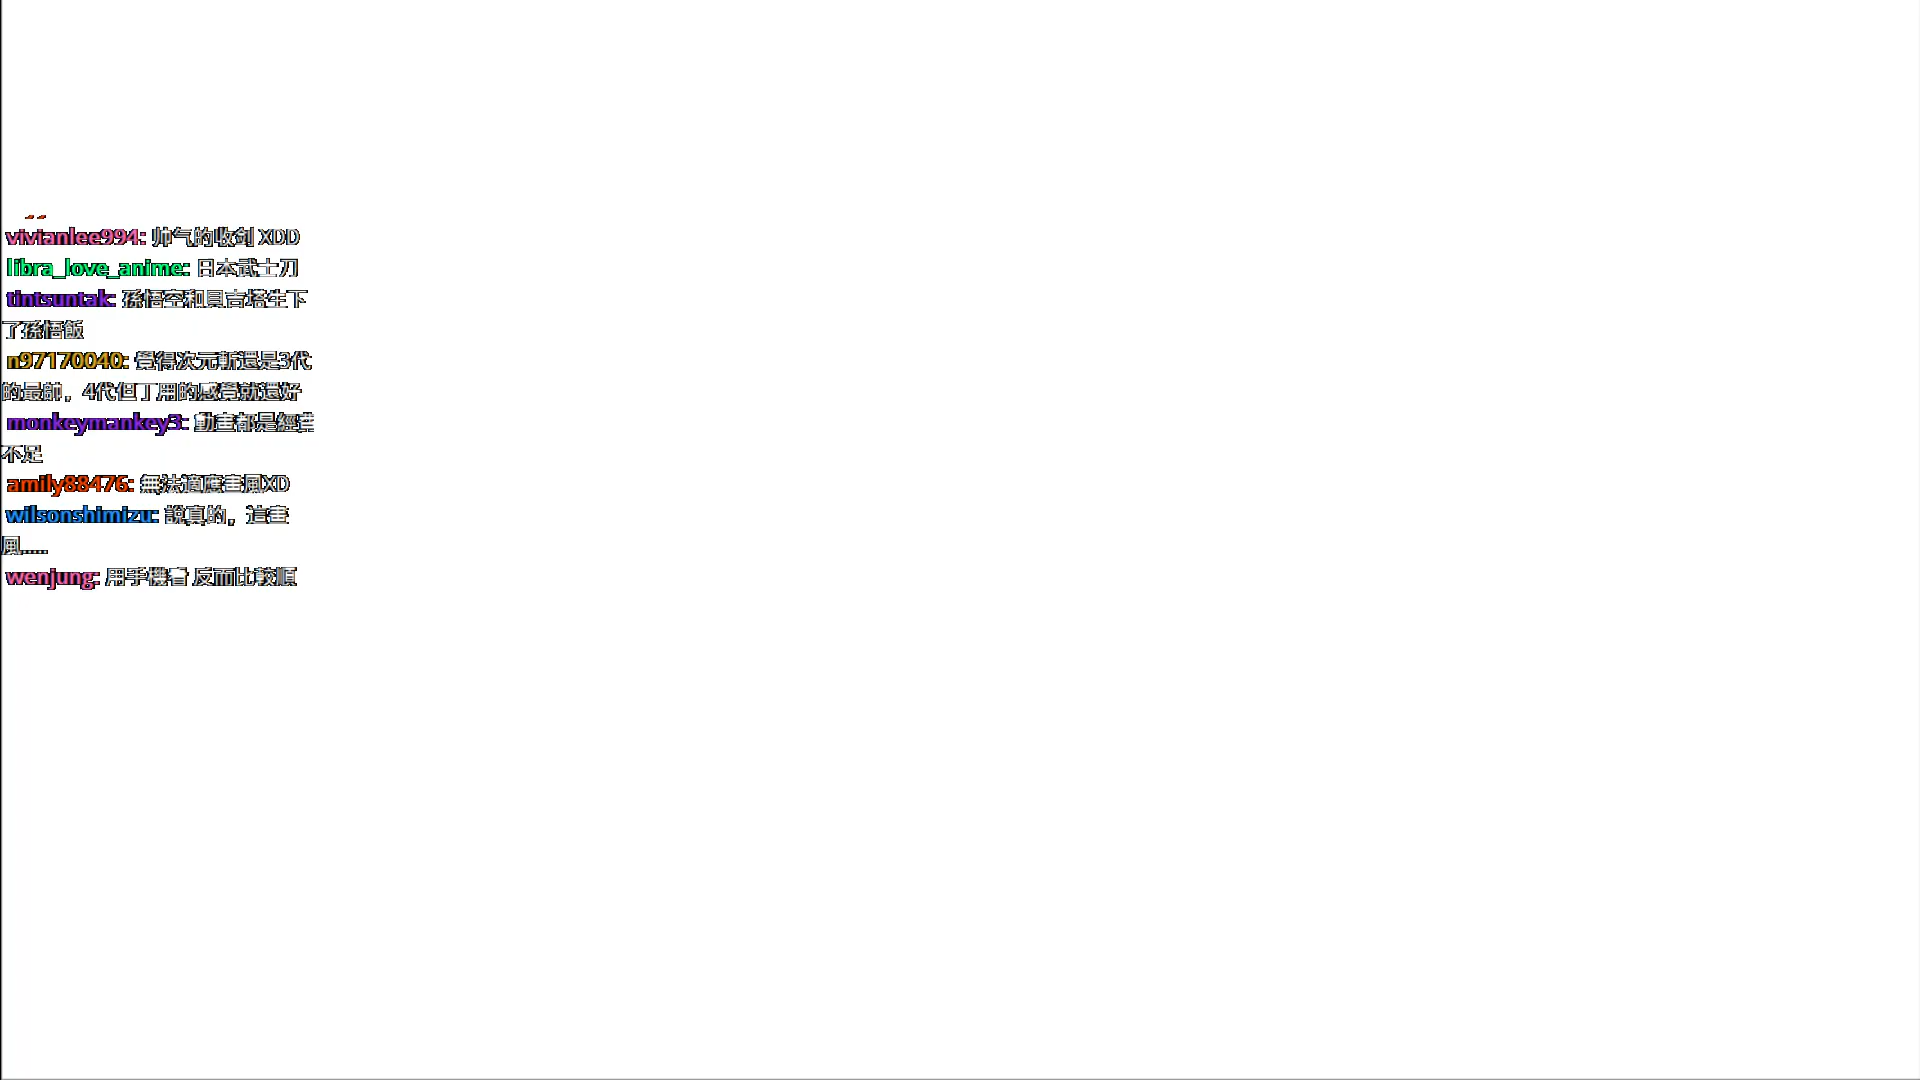 vivianlee994: 帅气的收剑 XDD
libra_love_anime: 日本武士刀
tintsuntak: 孫悟空和貝吉塔生下
了孫悟飯
n97170040: 覺得次元斬還是3代
的最帥，4代但丁用的感覺就還好
monkeymankey3: 動畫都是經費
不足
amily88476: 無法適應畫風XD
wilsonshimizu: 說真的，這畫
風.....
wenjung: 用手機看 反而比較順